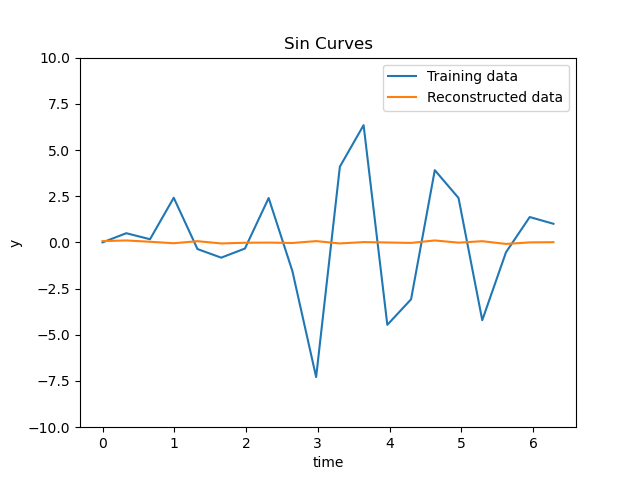 Sin Curves
Training data
Reconstructed data
10.0
7.5
5.0
2.5
0.0
−2.5
−5.0
−7.5
−10.0
y
0 1 2 3 4 5 6
time